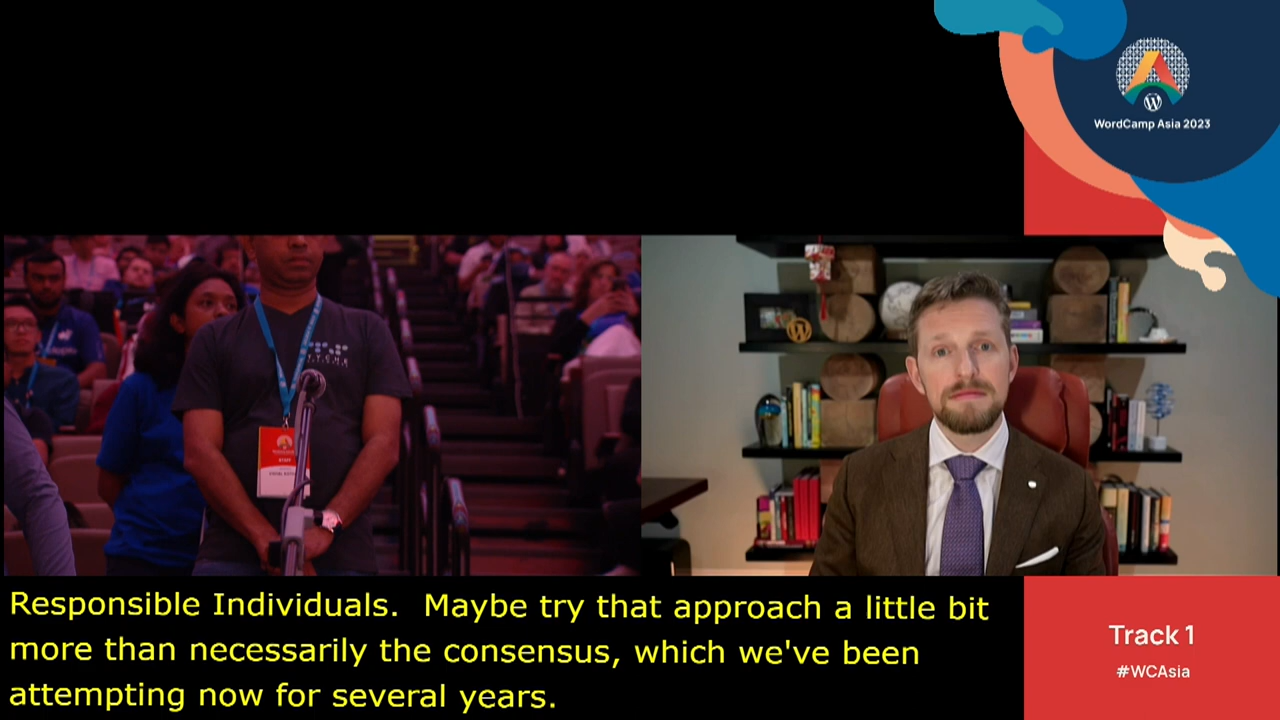 WordCamp Asia 2023
STAFF
Responsible Individuals.  Maybe try that approach a little bit
more than necessarily the consensus, which we've been
attempting now for several years.
Track 1
#WCAsia